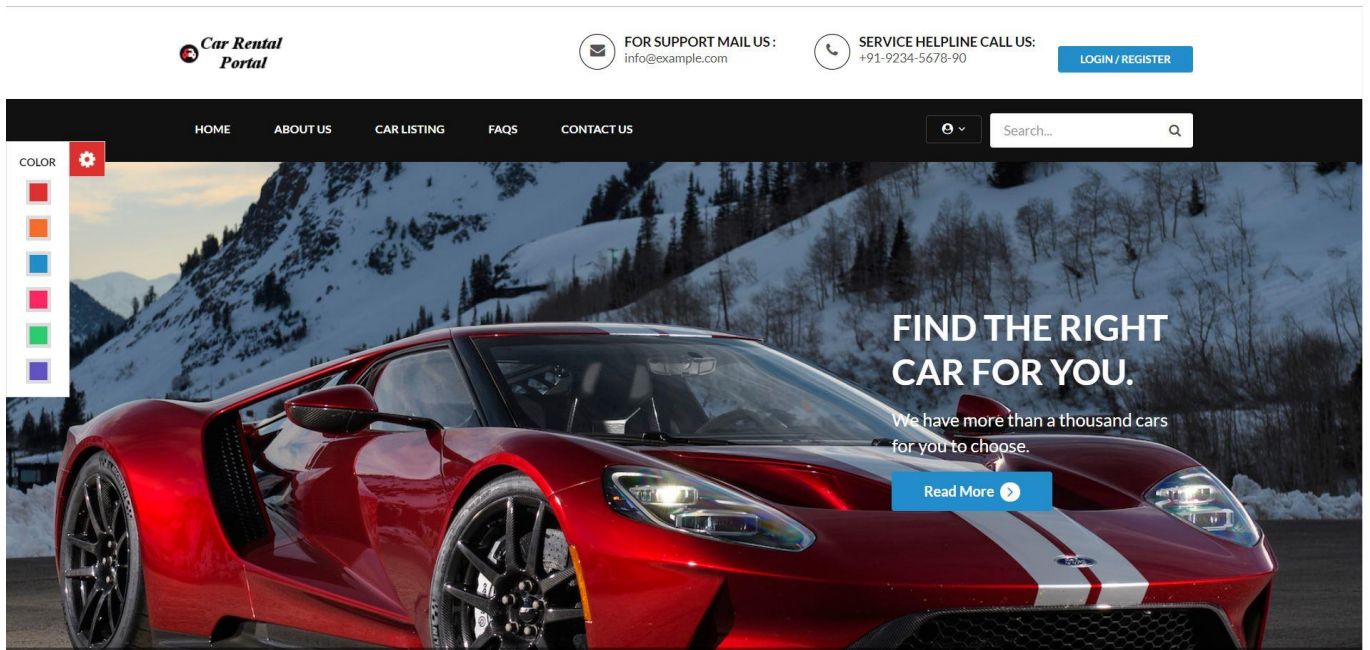 Car Rental
Portal
FOR SUPPORT MAIL US :
info@example.com
SERVICE HELPLINE CALL US:
+91-9234-5678-90
LOGIN / REGISTER
HOME
ABOUT US
CAR LISTING
FAQS
CONTACT US
Search...
COLOR
FIND THE RIGHT
CAR FOR YOU.
We have more than a thousand cars
for you to choose.
Read More